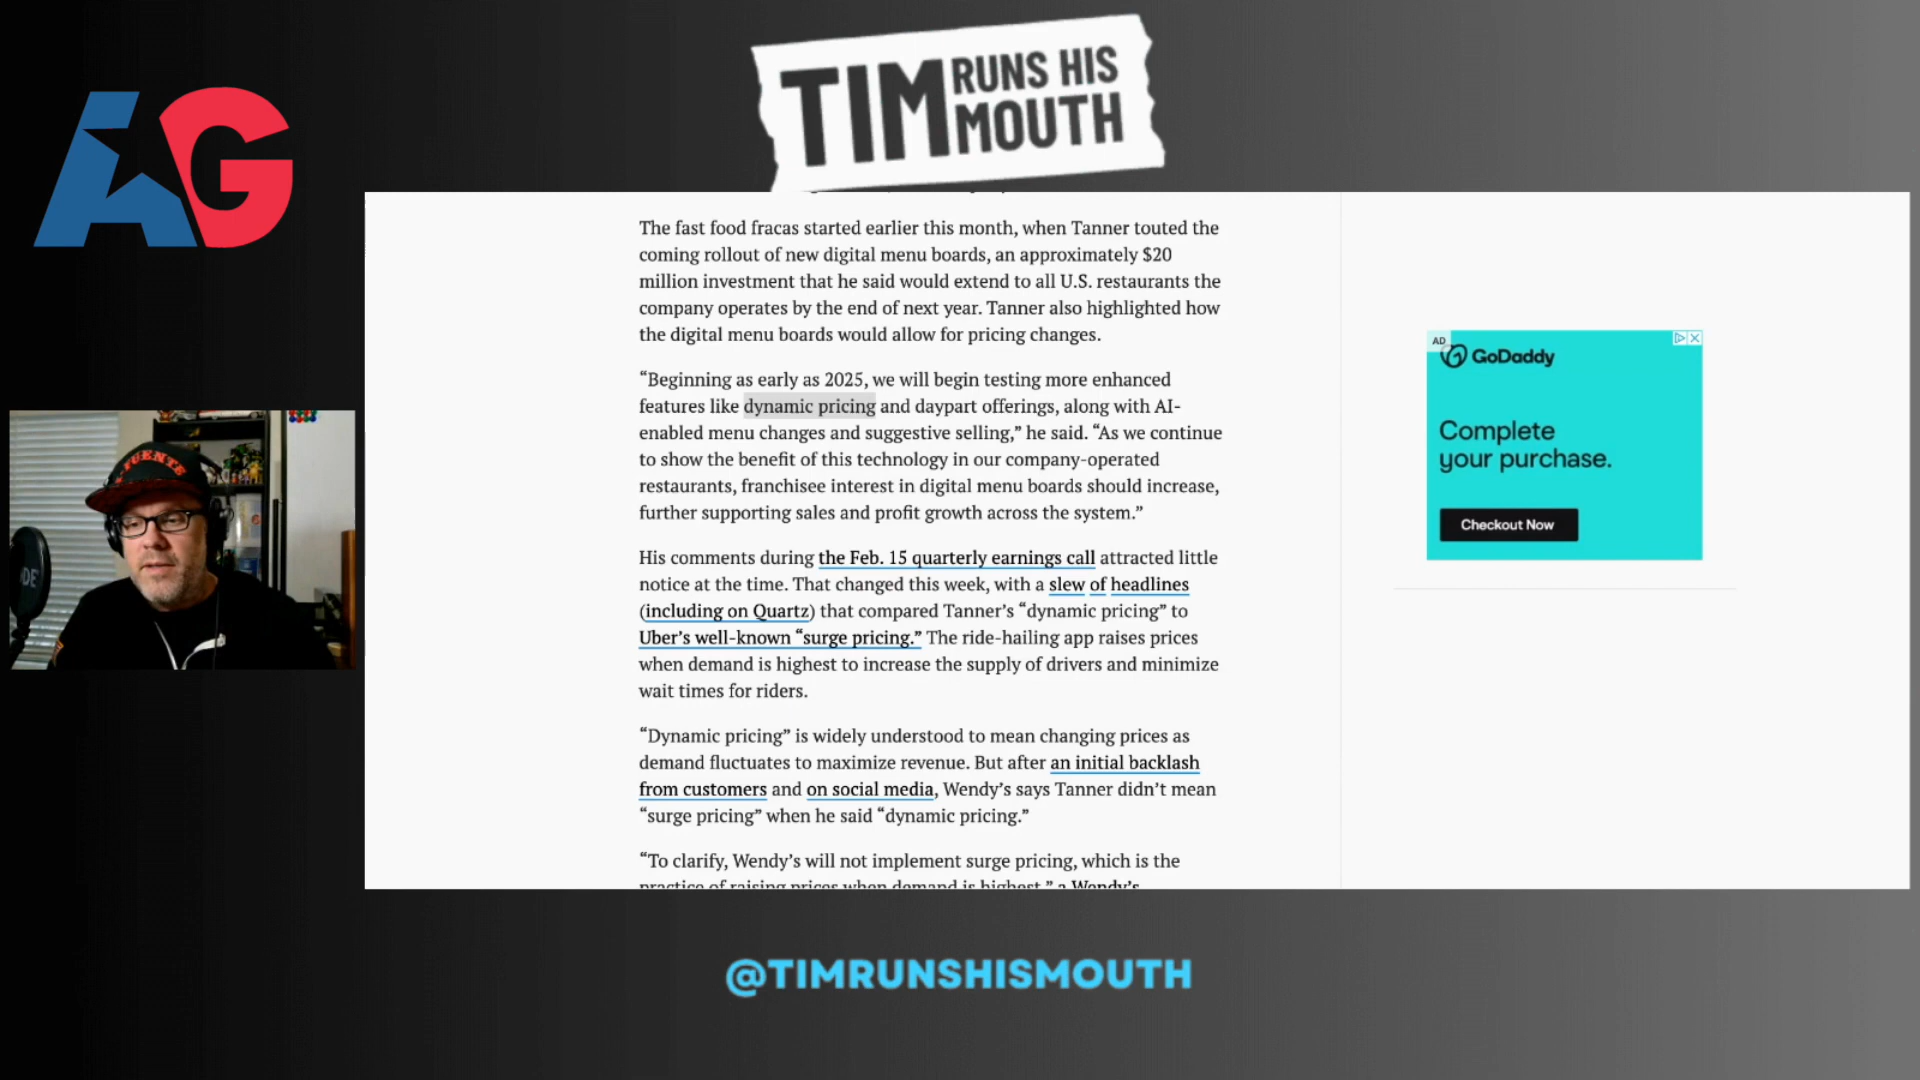 TIM RUNS HIS
MOUTH
AG
The fast food fracas started earlier this month, when Tanner touted the
coming rollout of new digital menu boards, an approximately $20
million investment that he said would extend to all U.S. restaurants the
company operates by the end of next year. Tanner also highlighted how
the digital menu boards would allow for pricing changes.
“Beginning as early as 2025, we will begin testing more enhanced
features like dynamic pricing and daypart offerings, along with AI-
enabled menu changes and suggestive selling,” he said. “As we continue
to show the benefit of this technology in our company-operated
restaurants, franchisee interest in digital menu boards should increase,
further supporting sales and profit growth across the system.”
His comments during the Feb. 15 quarterly earnings call attracted little
notice at the time. That changed this week, with a slew of headlines
(including on Quartz) that compared Tanner’s “dynamic pricing” to
Uber’s well-known “surge pricing.” The ride-hailing app raises prices
when demand is highest to increase the supply of drivers and minimize
wait times for riders.
“Dynamic pricing” is widely understood to mean changing prices as
demand fluctuates to maximize revenue. But after an initial backlash
from customers and on social media, Wendy’s says Tanner didn’t mean
“surge pricing” when he said “dynamic pricing.”
“To clarify, Wendy’s will not implement surge pricing, which is the
practice of raising prices when demand is highest,” a Wendy’s
AD
GoDaddy
Complete
your purchase.
Checkout Now
@TIMRUNSHISMOUTH